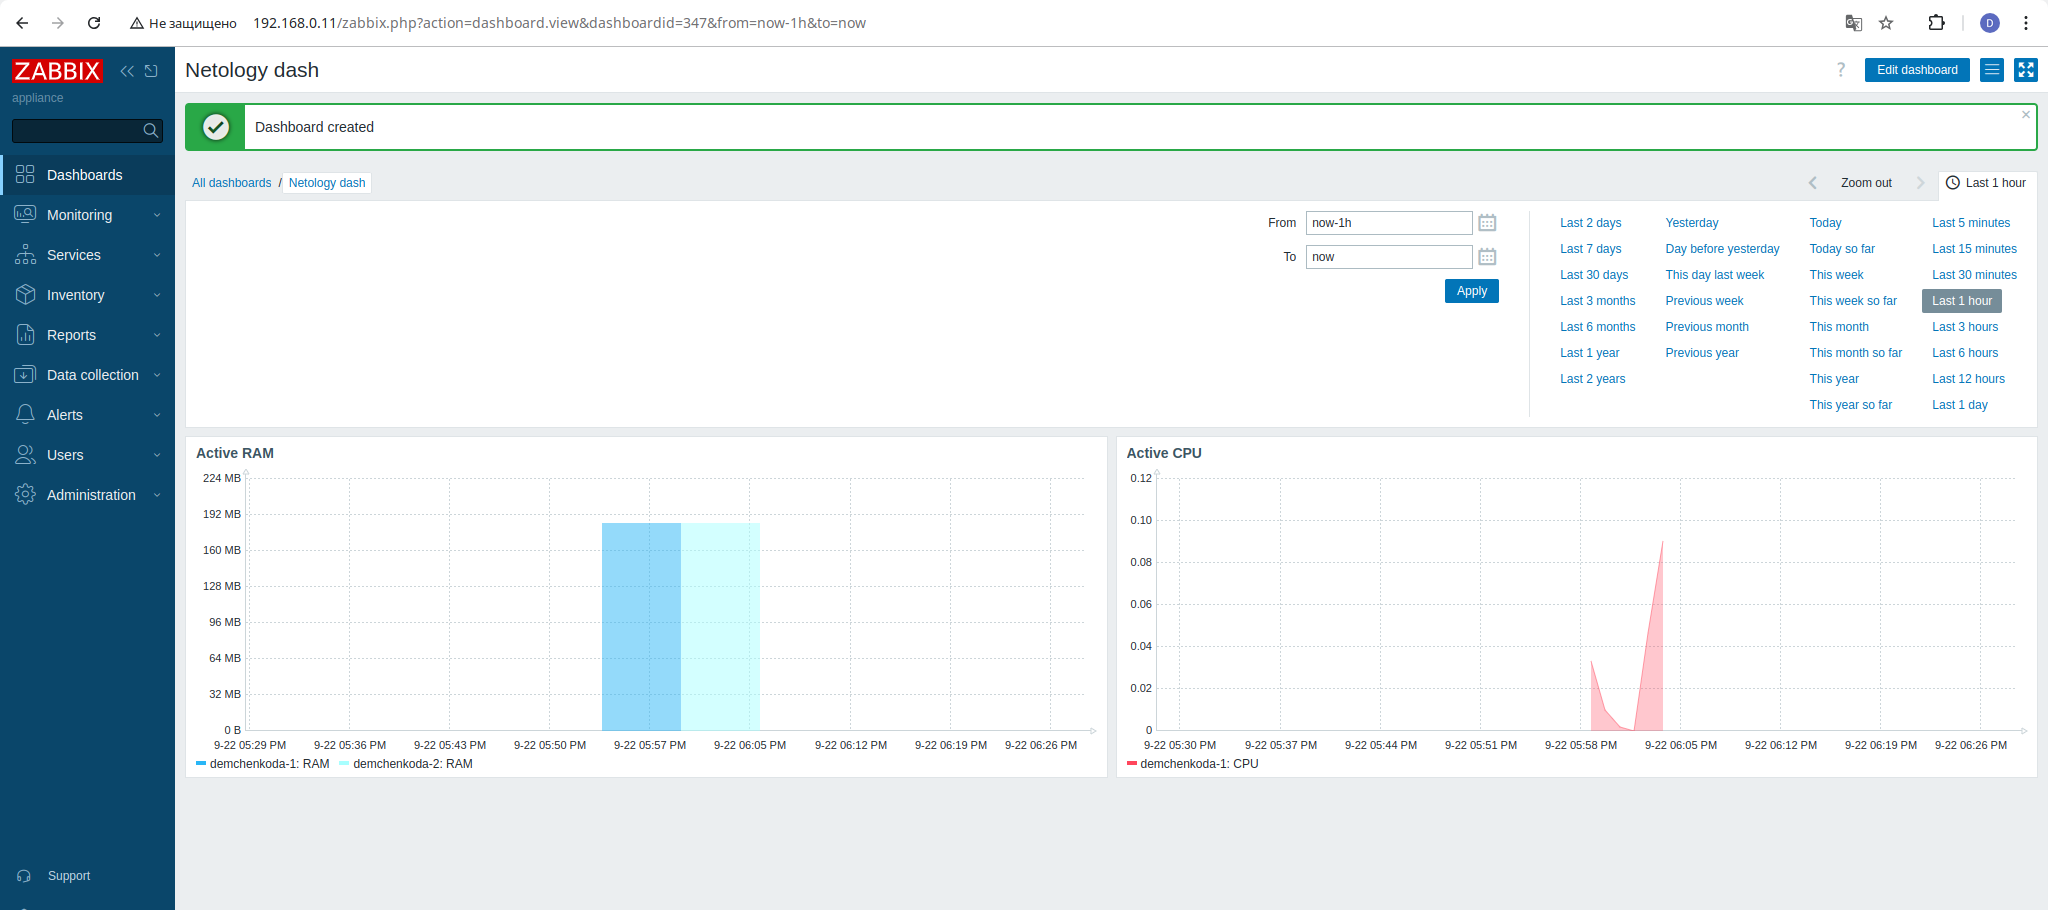 Не защищено 192.168.0.11/zabbix.php?action=dashboard.view&dashboardid=347&from=now-1h&to=now
D
ZABBIX
appliance
Dashboards
Monitoring
Services
Inventory
Reports
Data collection
Alerts
Users
Administration
Support
Netology dash
? Edit dashboard
Dashboard created
All dashboards / Netology dash
Zoom out Last 1 hour
From now-1h
To now
Apply
Last 2 days Yesterday Today Last 5 minutes
Last 7 days Day before yesterday Today so far Last 15 minutes
Last 30 days This day last week This week Last 30 minutes
Last 3 months Previous week This week so far Last 1 hour
Last 6 months Previous month This month Last 3 hours
Last 1 year Previous year This month so far Last 6 hours
Last 2 years This year Last 12 hours
This year so far Last 1 day
Active RAM
224 MB
192 MB
160 MB
128 MB
96 MB
64 MB
32 MB
0 B
9-22 05:29 PM 9-22 05:36 PM 9-22 05:43 PM 9-22 05:50 PM 9-22 05:57 PM 9-22 06:05 PM 9-22 06:12 PM 9-22 06:19 PM 9-22 06:26 PM
demchenkoda-1: RAM demchenkoda-2: RAM
Active CPU
0.12
0.10
0.08
0.06
0.04
0.02
0
9-22 05:30 PM 9-22 05:37 PM 9-22 05:44 PM 9-22 05:51 PM 9-22 05:58 PM 9-22 06:05 PM 9-22 06:12 PM 9-22 06:19 PM 9-22 06:26 PM
demchenkoda-1: CPU